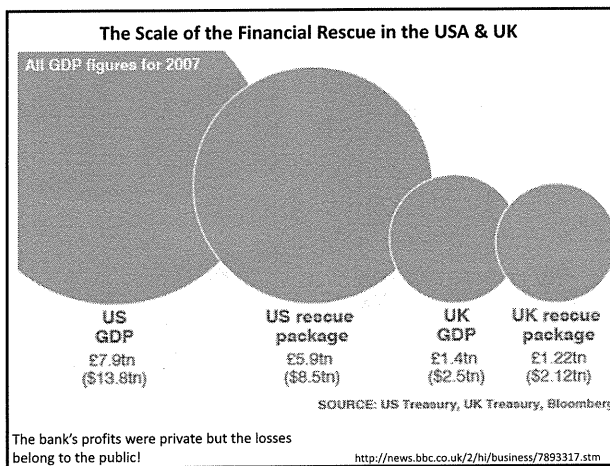 The Scale of the Financial Rescue in the USA & UK
All GDP figures for 2007
US GDP
£7.9tn
($13.8tn)
US rescue package
£5.9tn
($8.5tn)
UK GDP
£1.4tn
($2.5tn)
UK rescue package
£1.22tn
($2.12tn)
SOURCE: US Treasury, UK Treasury, Bloomberg
The bank's profits were private but the losses
belong to the public!
http://news.bbc.co.uk/2/hi/business/7893317.stm